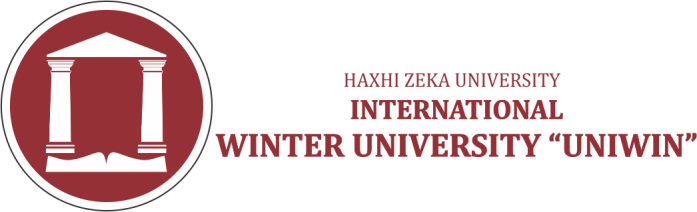 HAXHI ZEKA UNIVERSITY
INTERNATIONAL
WINTER UNIVERSITY “UNIWIN”